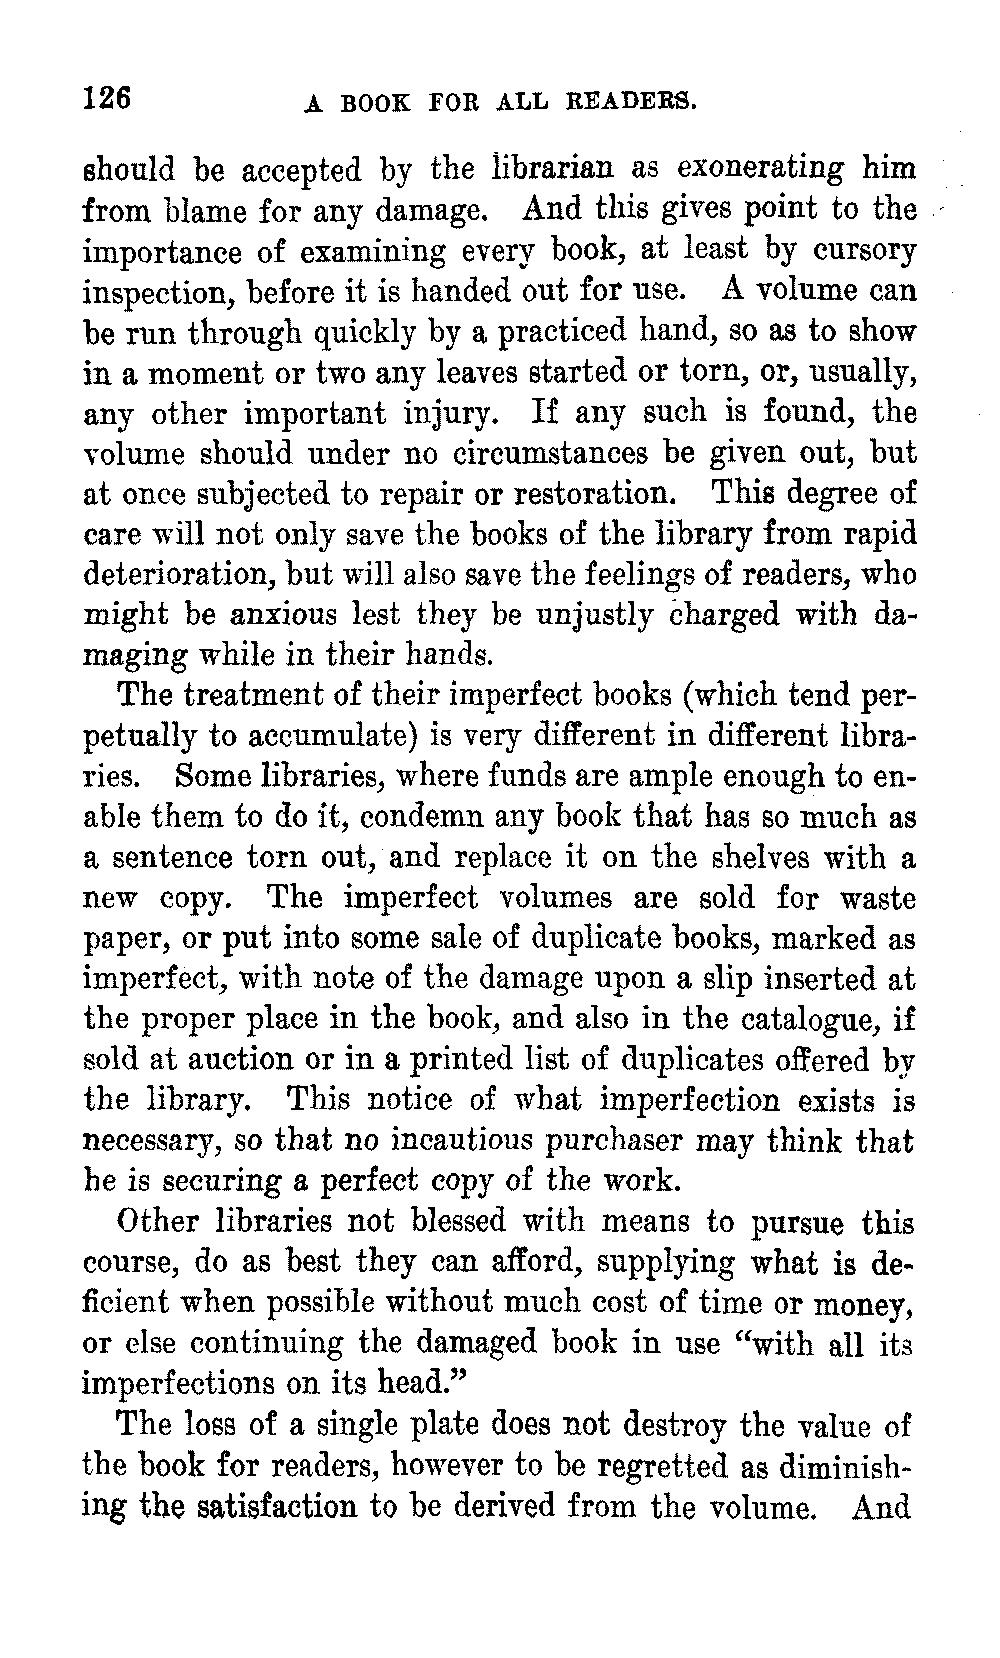 126 A BOOK FOR ALL READERS.
should be accepted by the librarian as exonerating him
from blame for any damage. And this gives point to the
importance of examining every book, at least by cursory
inspection, before it is handed out for use. A volume can
be run through quickly by a practiced hand, so as to show
in a moment or two any leaves started or torn, or, usually,
any other important injury. If any such is found, the
volume should under no circumstances be given out, but
at once subjected to repair or restoration. This degree of
care will not only save the books of the library from rapid
deterioration, but will also save the feelings of readers, who
might be anxious lest they be unjustly charged with da-
maging while in their hands.
The treatment of their imperfect books (which tend per-
petually to accumulate) is very different in different libra-
ries. Some libraries, where funds are ample enough to en-
able them to do it, condemn any book that has so much as
a sentence torn out, and replace it on the shelves with a
new copy. The imperfect volumes are sold for waste
paper, or put into some sale of duplicate books, marked as
imperfect, with note of the damage upon a slip inserted at
the proper place in the book, and also in the catalogue, if
sold at auction or in a printed list of duplicates offered by
the library. This notice of what imperfection exists is
necessary, so that no incautious purchaser may think that
he is securing a perfect copy of the work.
Other libraries not blessed with means to pursue this
course, do as best they can afford, supplying what is de-
ficient when possible without much cost of time or money,
or else continuing the damaged book in use “with all its
imperfections on its head.”
The loss of a single plate does not destroy the value of
the book for readers, however to be regretted as diminish-
ing the satisfaction to be derived from the volume. And